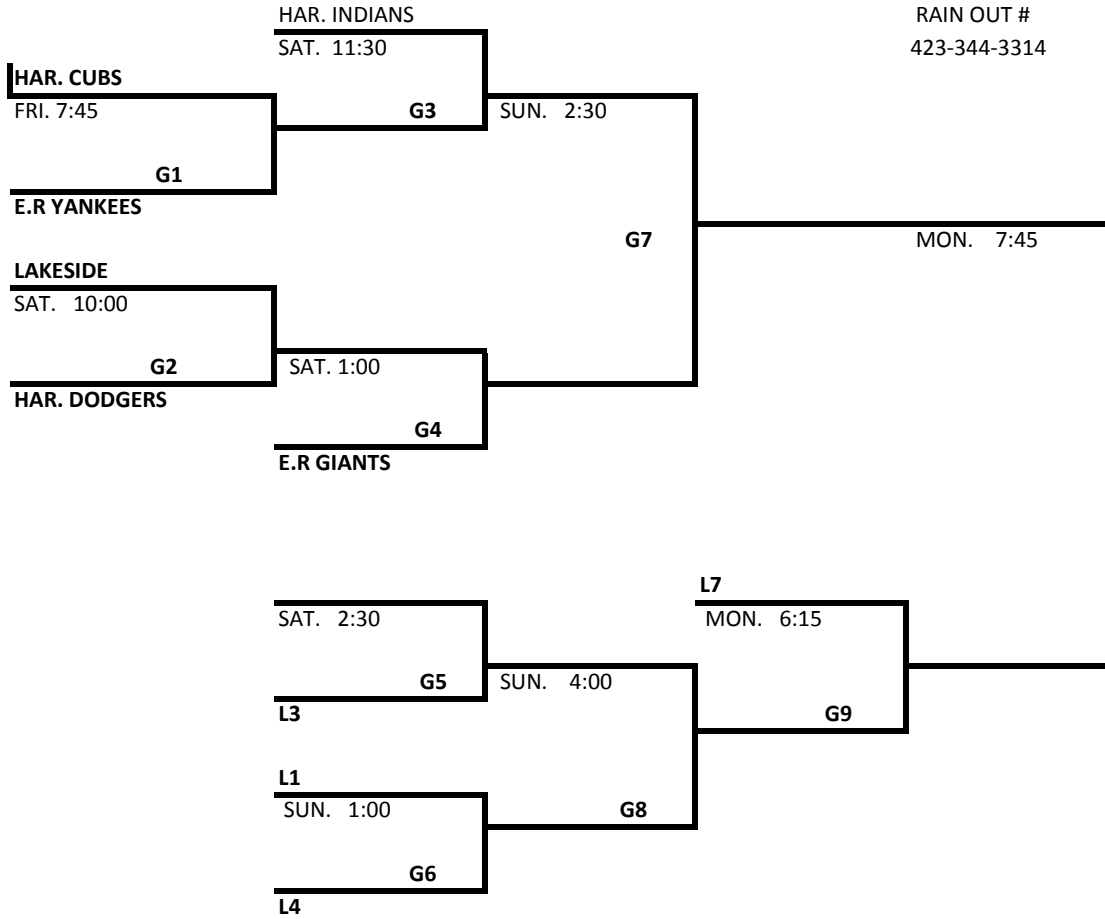 HAR. INDIANS
RAIN OUT #
SAT. 11:30
423-344-3314
HAR. CUBS
FRI. 7:45
G3
SUN. 2:30
G1
E.R YANKEES
G7
MON. 7:45
LAKESIDE
SAT. 10:00
G2
SAT. 1:00
HAR. DODGERS
G4
E.R GIANTS
L7
SAT. 2:30
MON. 6:15
G5
SUN. 4:00
L3
G9
L1
SUN. 1:00
G8
G6
L4